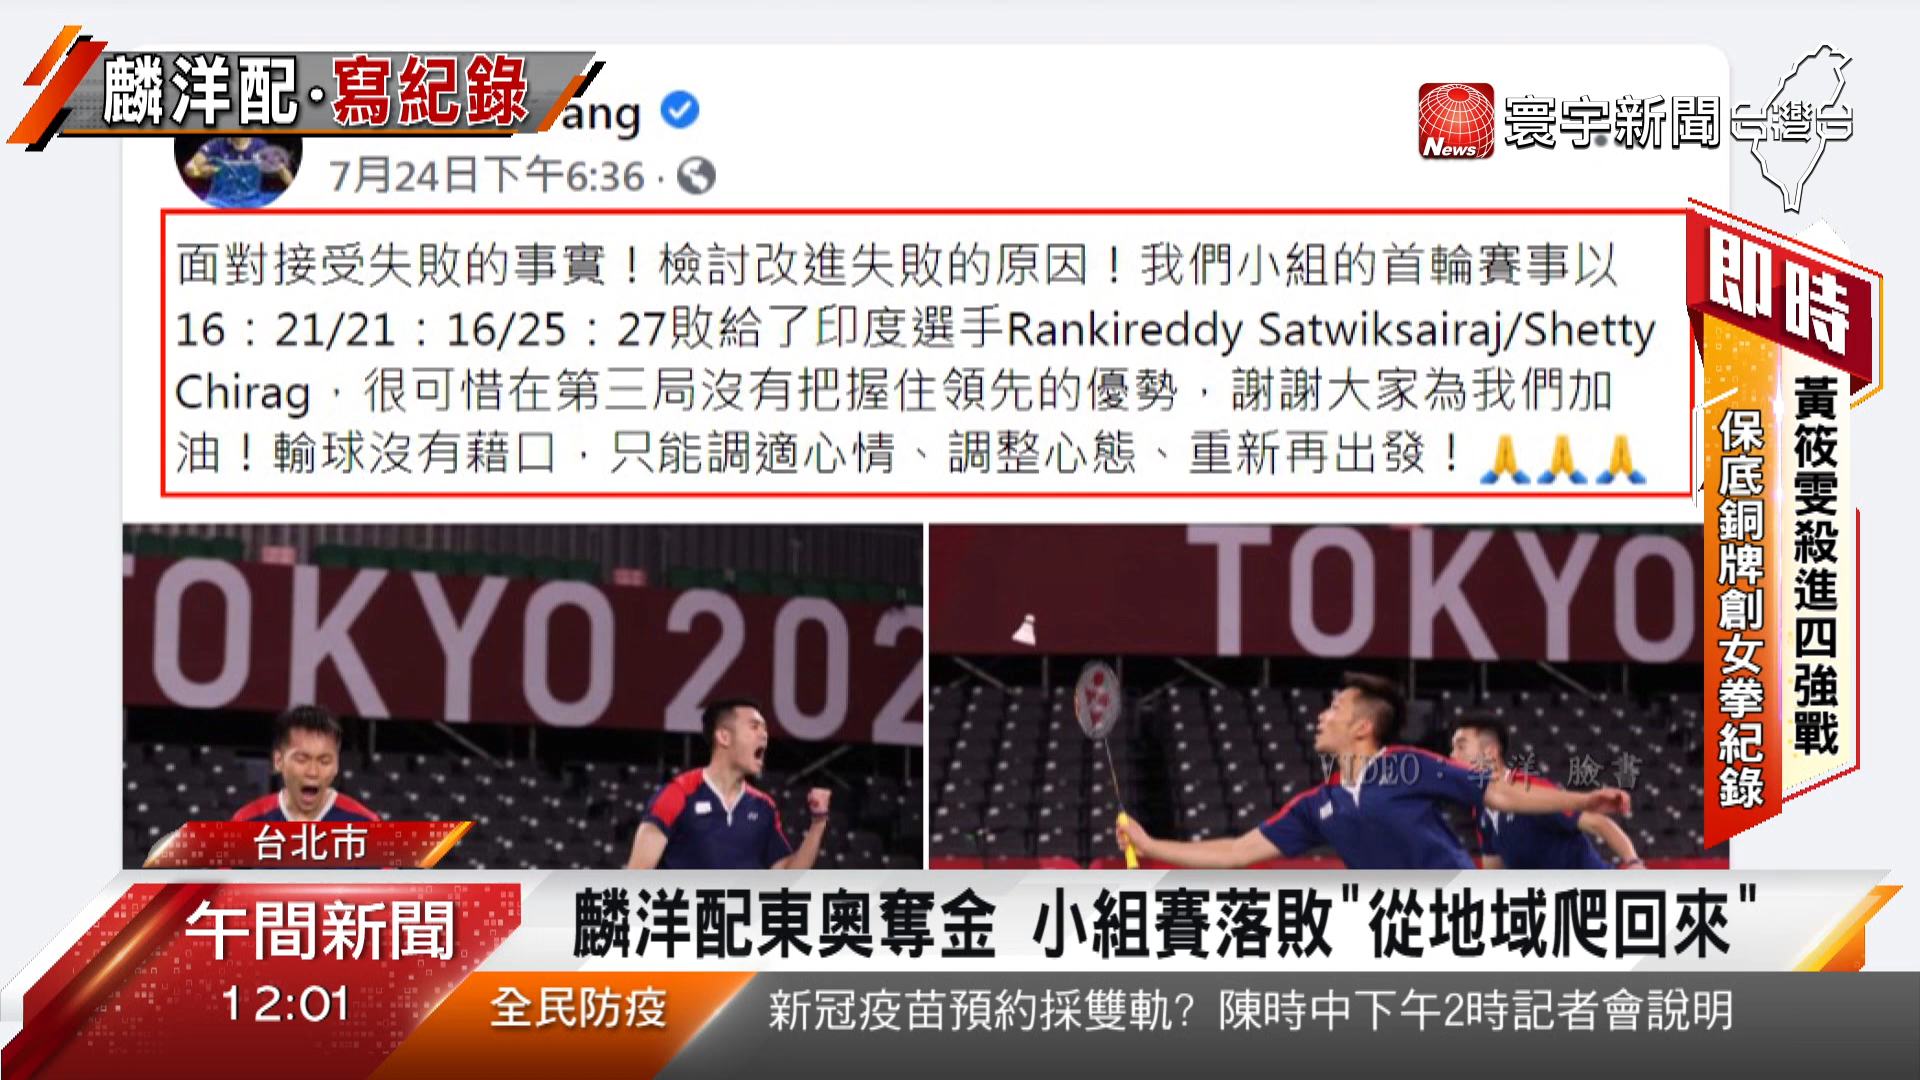 麟洋配·寫紀錄
ang
7月24日下午6:36 ·
News
寰宇新聞
台灣台
面對接受失敗的事實！檢討改進失敗的原因！我們小組的首輪賽事以
16：21/21：16/25：27敗給了印度選手Rankireddy Satwiksairaj/Shetty
Chirag，很可惜在第三局沒有把握住領先的優勢，謝謝大家為我們加
油！輸球沒有藉口，只能調適心情、調整心態、重新再出發！🙏🙏🙏
即時
黃筱雯殺進四強戰
保底銅牌創女拳紀錄
OKYO 202
TOKYO
VIDEO：李洋 臉書
台北市
午間新聞
麟洋配東奧奪金 小組賽落敗"從地域爬回來"
12:01
全民防疫
新冠疫苗預約採雙軌? 陳時中下午2時記者會說明